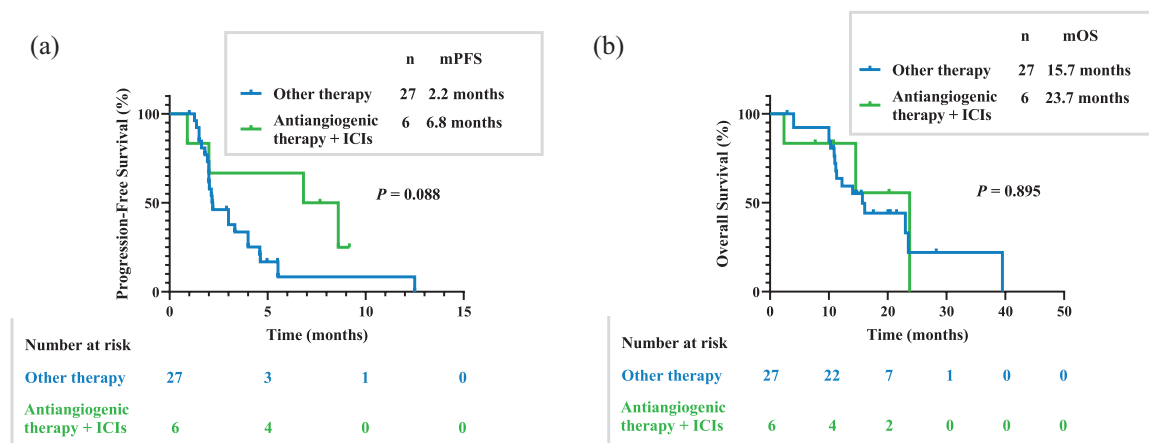 (a)
n mPFS
Other therapy 27 2.2 months
Antiangiogenic
therapy + ICIs 6 6.8 months
P = 0.088
Progression-Free Survival (%)
100
50
0
0 5 10 15
Time (months)
Number at risk
Other therapy 27 3 1 0
Antiangiogenic
therapy + ICIs 6 4 0 0
(b)
n mOS
Other therapy 27 15.7 months
Antiangiogenic
therapy + ICIs 6 23.7 months
P = 0.895
Overall Survival (%)
100
50
0
0 10 20 30 40 50
Time (months)
Number at risk
Other therapy 27 22 7 1 0 0
Antiangiogenic
therapy + ICIs 6 4 2 0 0 0